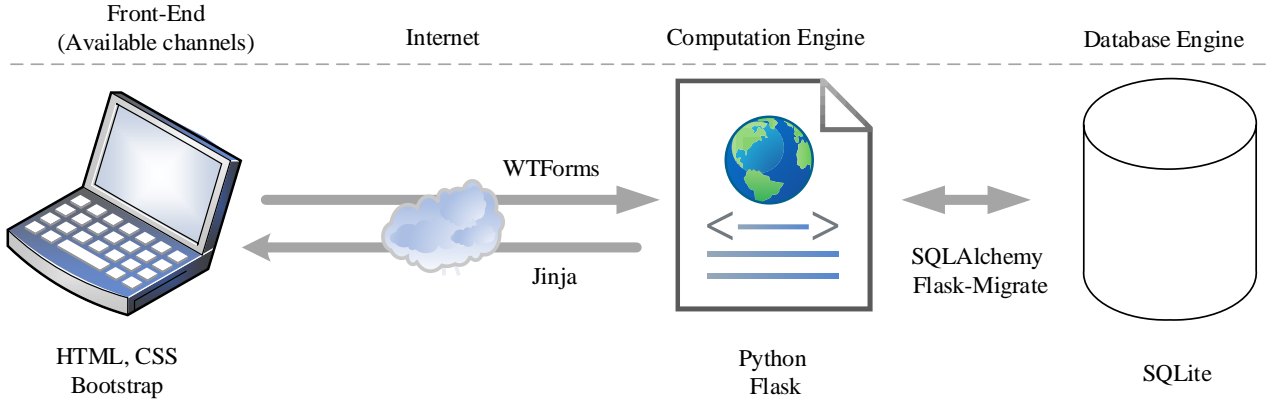 Front-End
(Available channels)
Internet
Computation Engine
Database Engine
WTForms
Jinja
SQLAlchemy
Flask-Migrate
HTML, CSS
Bootstrap
Python
Flask
SQLite